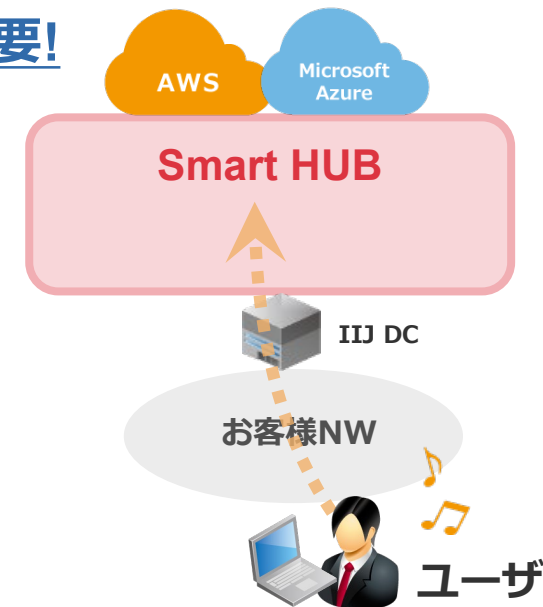 要!
AWS
Microsoft
Azure
Smart HUB
IIJ DC
お客様NW
ユーザ